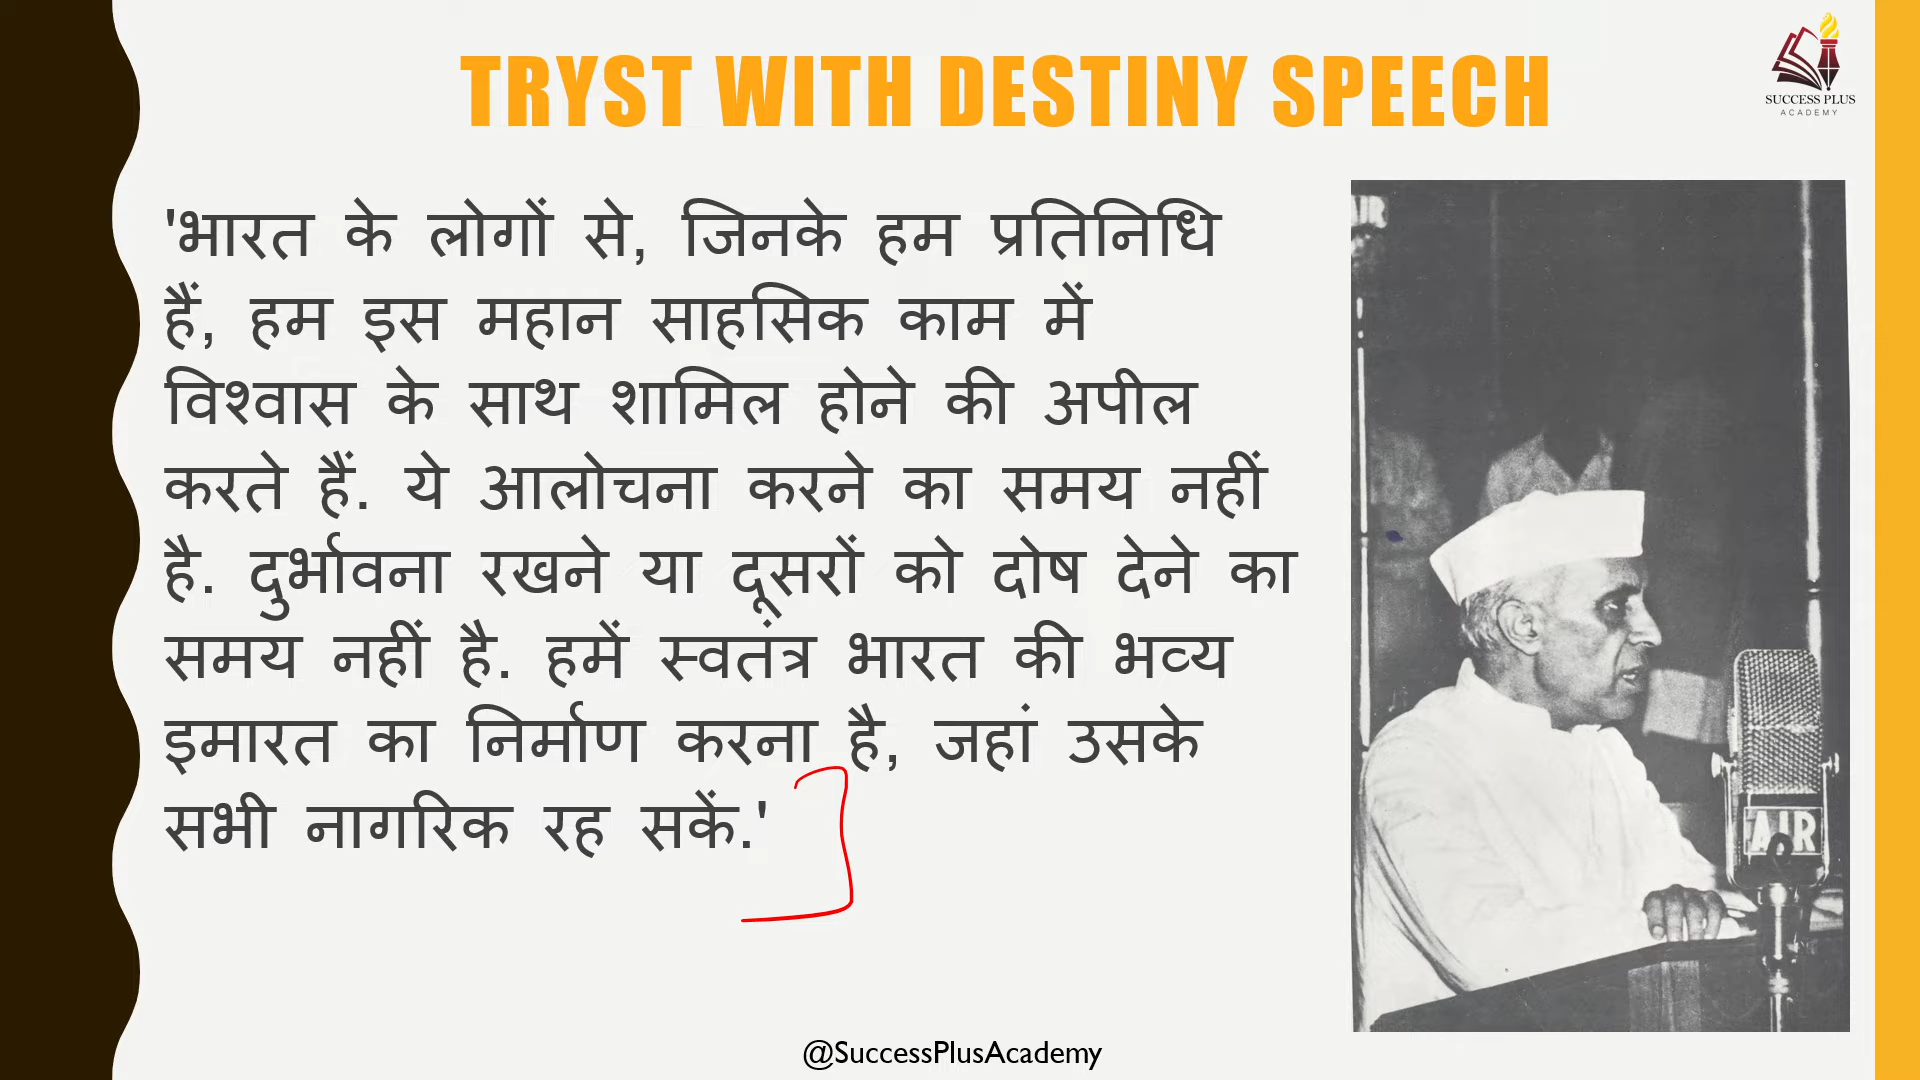 TRYST WITH DESTINY SPEECH
SUCCESS PLUS
ACADEMY
'भारत के लोगों से, जिनके हम प्रतिनिधि
हैं, हम इस महान साहसिक काम में
विश्वास के साथ शामिल होने की अपील
करते हैं. ये आलोचना करने का समय नहीं
है. दुर्भावना रखने या दूसरों को दोष देने का
समय नहीं है. हमें स्वतंत्र भारत की भव्य
इमारत का निर्माण करना है, जहां उसके
सभी नागरिक रह सकें.'
AIR
@SuccessPlusAcademy